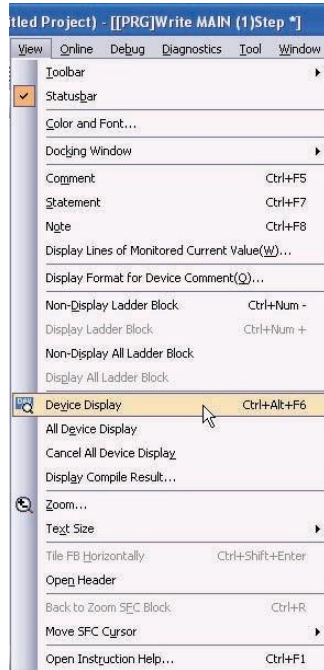 itled Project) - [[PRG]Write MAIN (1)Step *]
View Online Debug Diagnostics Tool Window
Toolbar
Statusbar
Color and Font...
Docking Window
Comment Ctrl+F5
Statement Ctrl+F7
Note Ctrl+F8
Display Lines of Monitored Current Value(W)...
Display Format for Device Comment(O)...
Non-Display Ladder Block Ctrl+Num -
Display Ladder Block Ctrl+Num +
Non-Display All Ladder Block
Display All Ladder Block
Device Display Ctrl+Alt+F6
All Device Display
Cancel All Device Display
Display Compile Result...
Zoom...
Text Size
Tile FB Horizontally Ctrl+Shift+Enter
Open Header
Back to Zoom SFC Block Ctrl+R
Move SFC Cursor
Open Instruction Help... Ctrl+F1